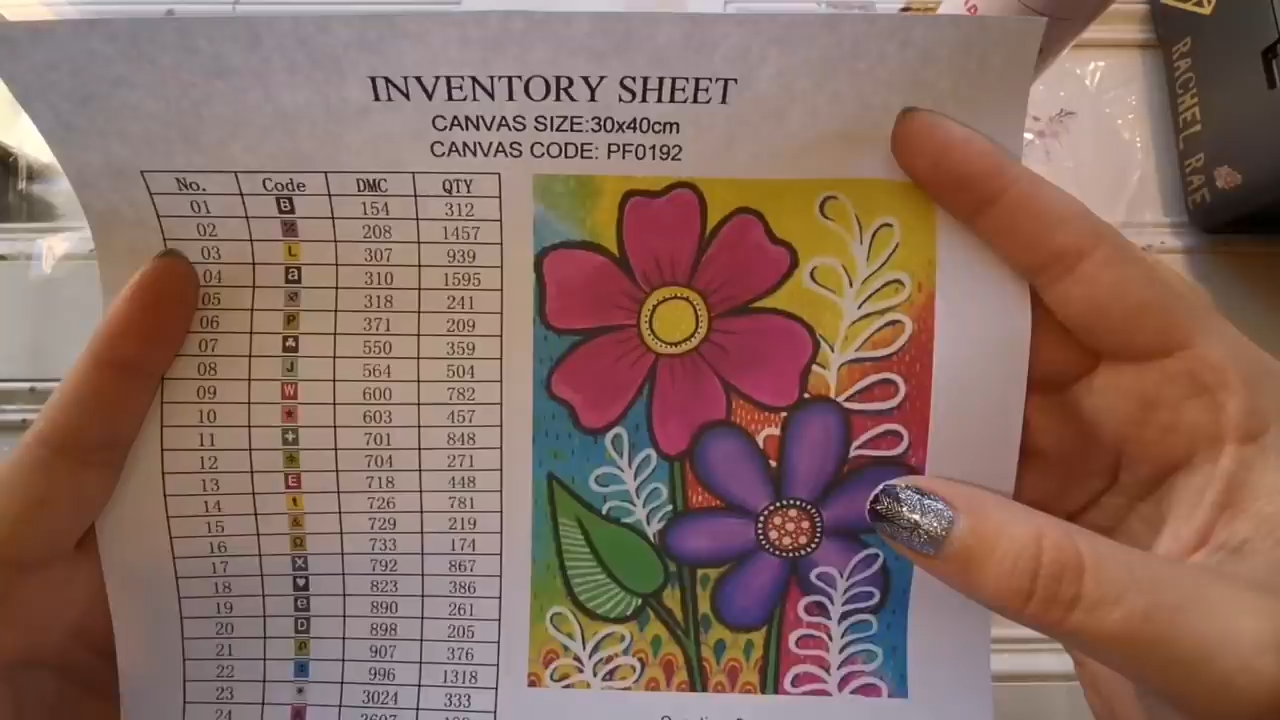 INVENTORY SHEET
CANVAS SIZE:30x40cm
CANVAS CODE: PF0192
No. Code DMC QTY
01 B 154 312
02 208 1457
03 L 307 939
04 a 310 1595
05 318 241
06 P 371 209
07 ♣ 550 359
08 J 564 504
09 W 600 782
10 ★ 603 457
11 + 701 848
12 704 271
13 E 718 448
14 t 726 781
15 & 729 219
16 Ω 733 174
17 X 792 867
18 ♥ 823 386
19 e 890 261
20 D 898 205
21 907 376
22 996 1318
23 * 3024 333
24
RACHEL RAE